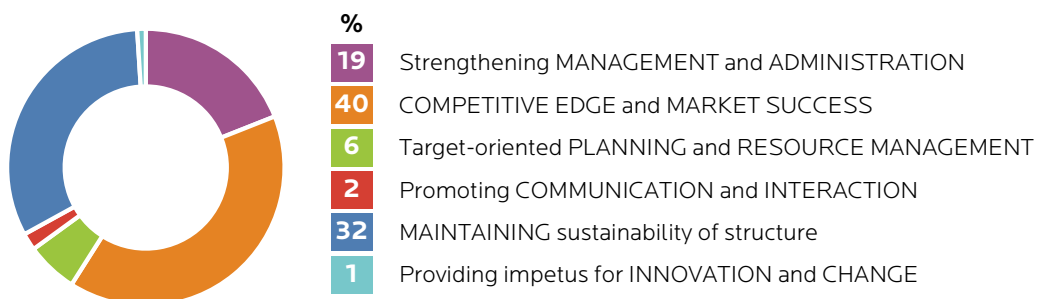 %
19 Strengthening MANAGEMENT and ADMINISTRATION
40 COMPETITIVE EDGE and MARKET SUCCESS
6 Target-oriented PLANNING and RESOURCE MANAGEMENT
2 Promoting COMMUNICATION and INTERACTION
32 MAINTAINING sustainability of structure
1 Providing impetus for INNOVATION and CHANGE